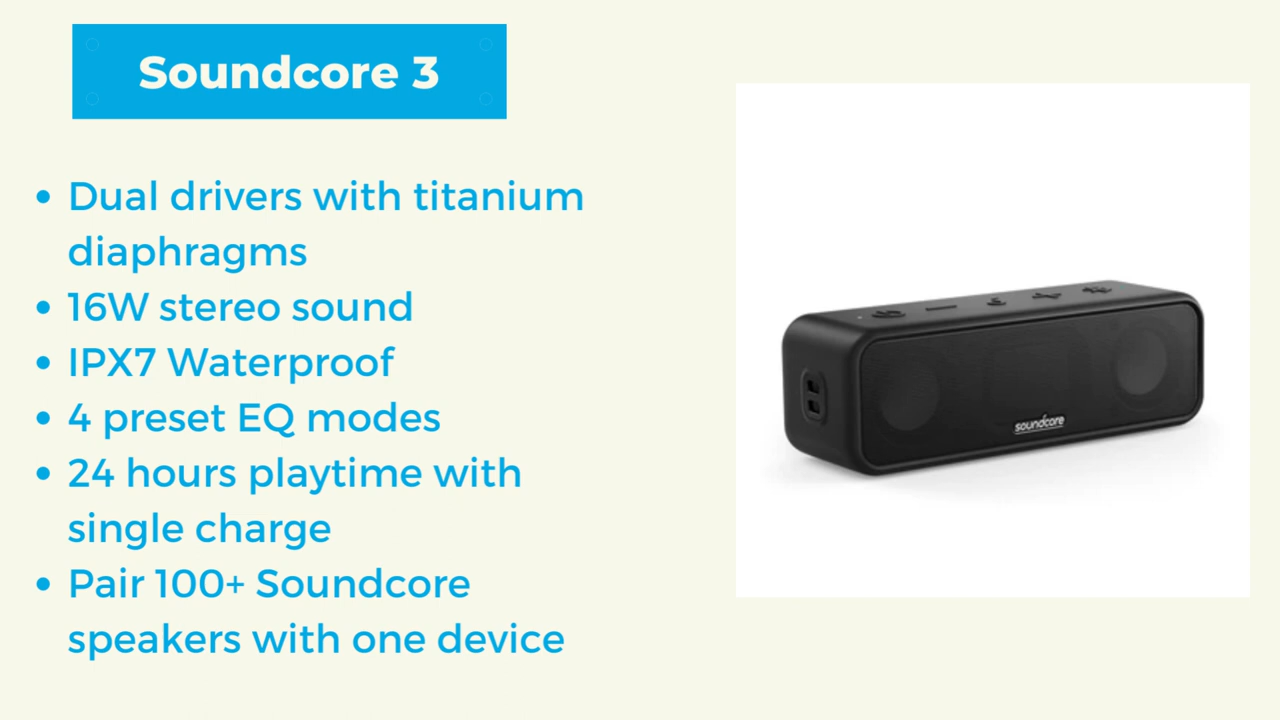 Soundcore 3
• Dual drivers with titanium
diaphragms
• 16W stereo sound
• IPX7 Waterproof
• 4 preset EQ modes
• 24 hours playtime with
single charge
• Pair 100+ Soundcore
speakers with one device
soundcore